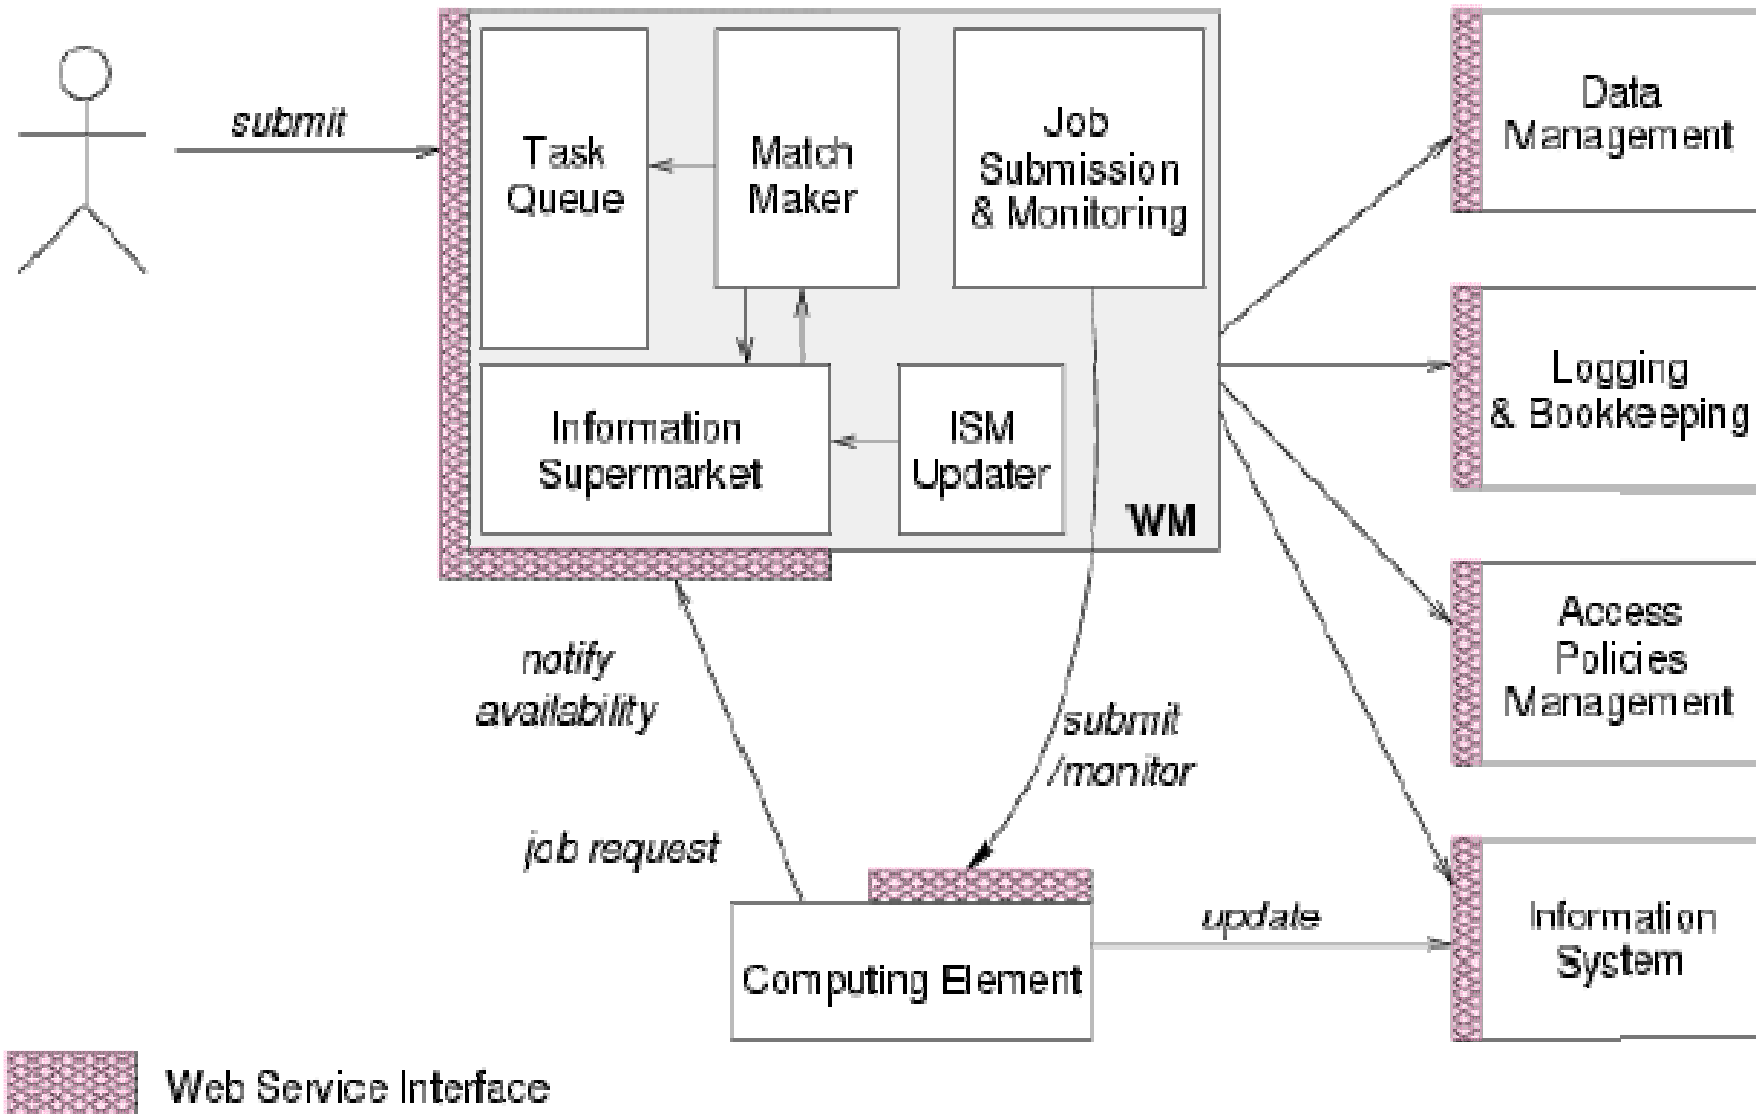 submit
Task
Queue
Match
Maker
Job
Submission
& Monitoring
Data
Management
Logging
& Bookkeeping
Information
Supermarket
ISM
Updater
WM
Access
Policies
Management
notify
availability
submit
/monitor
job request
update
Information
System
Computing Element
Web Service Interface